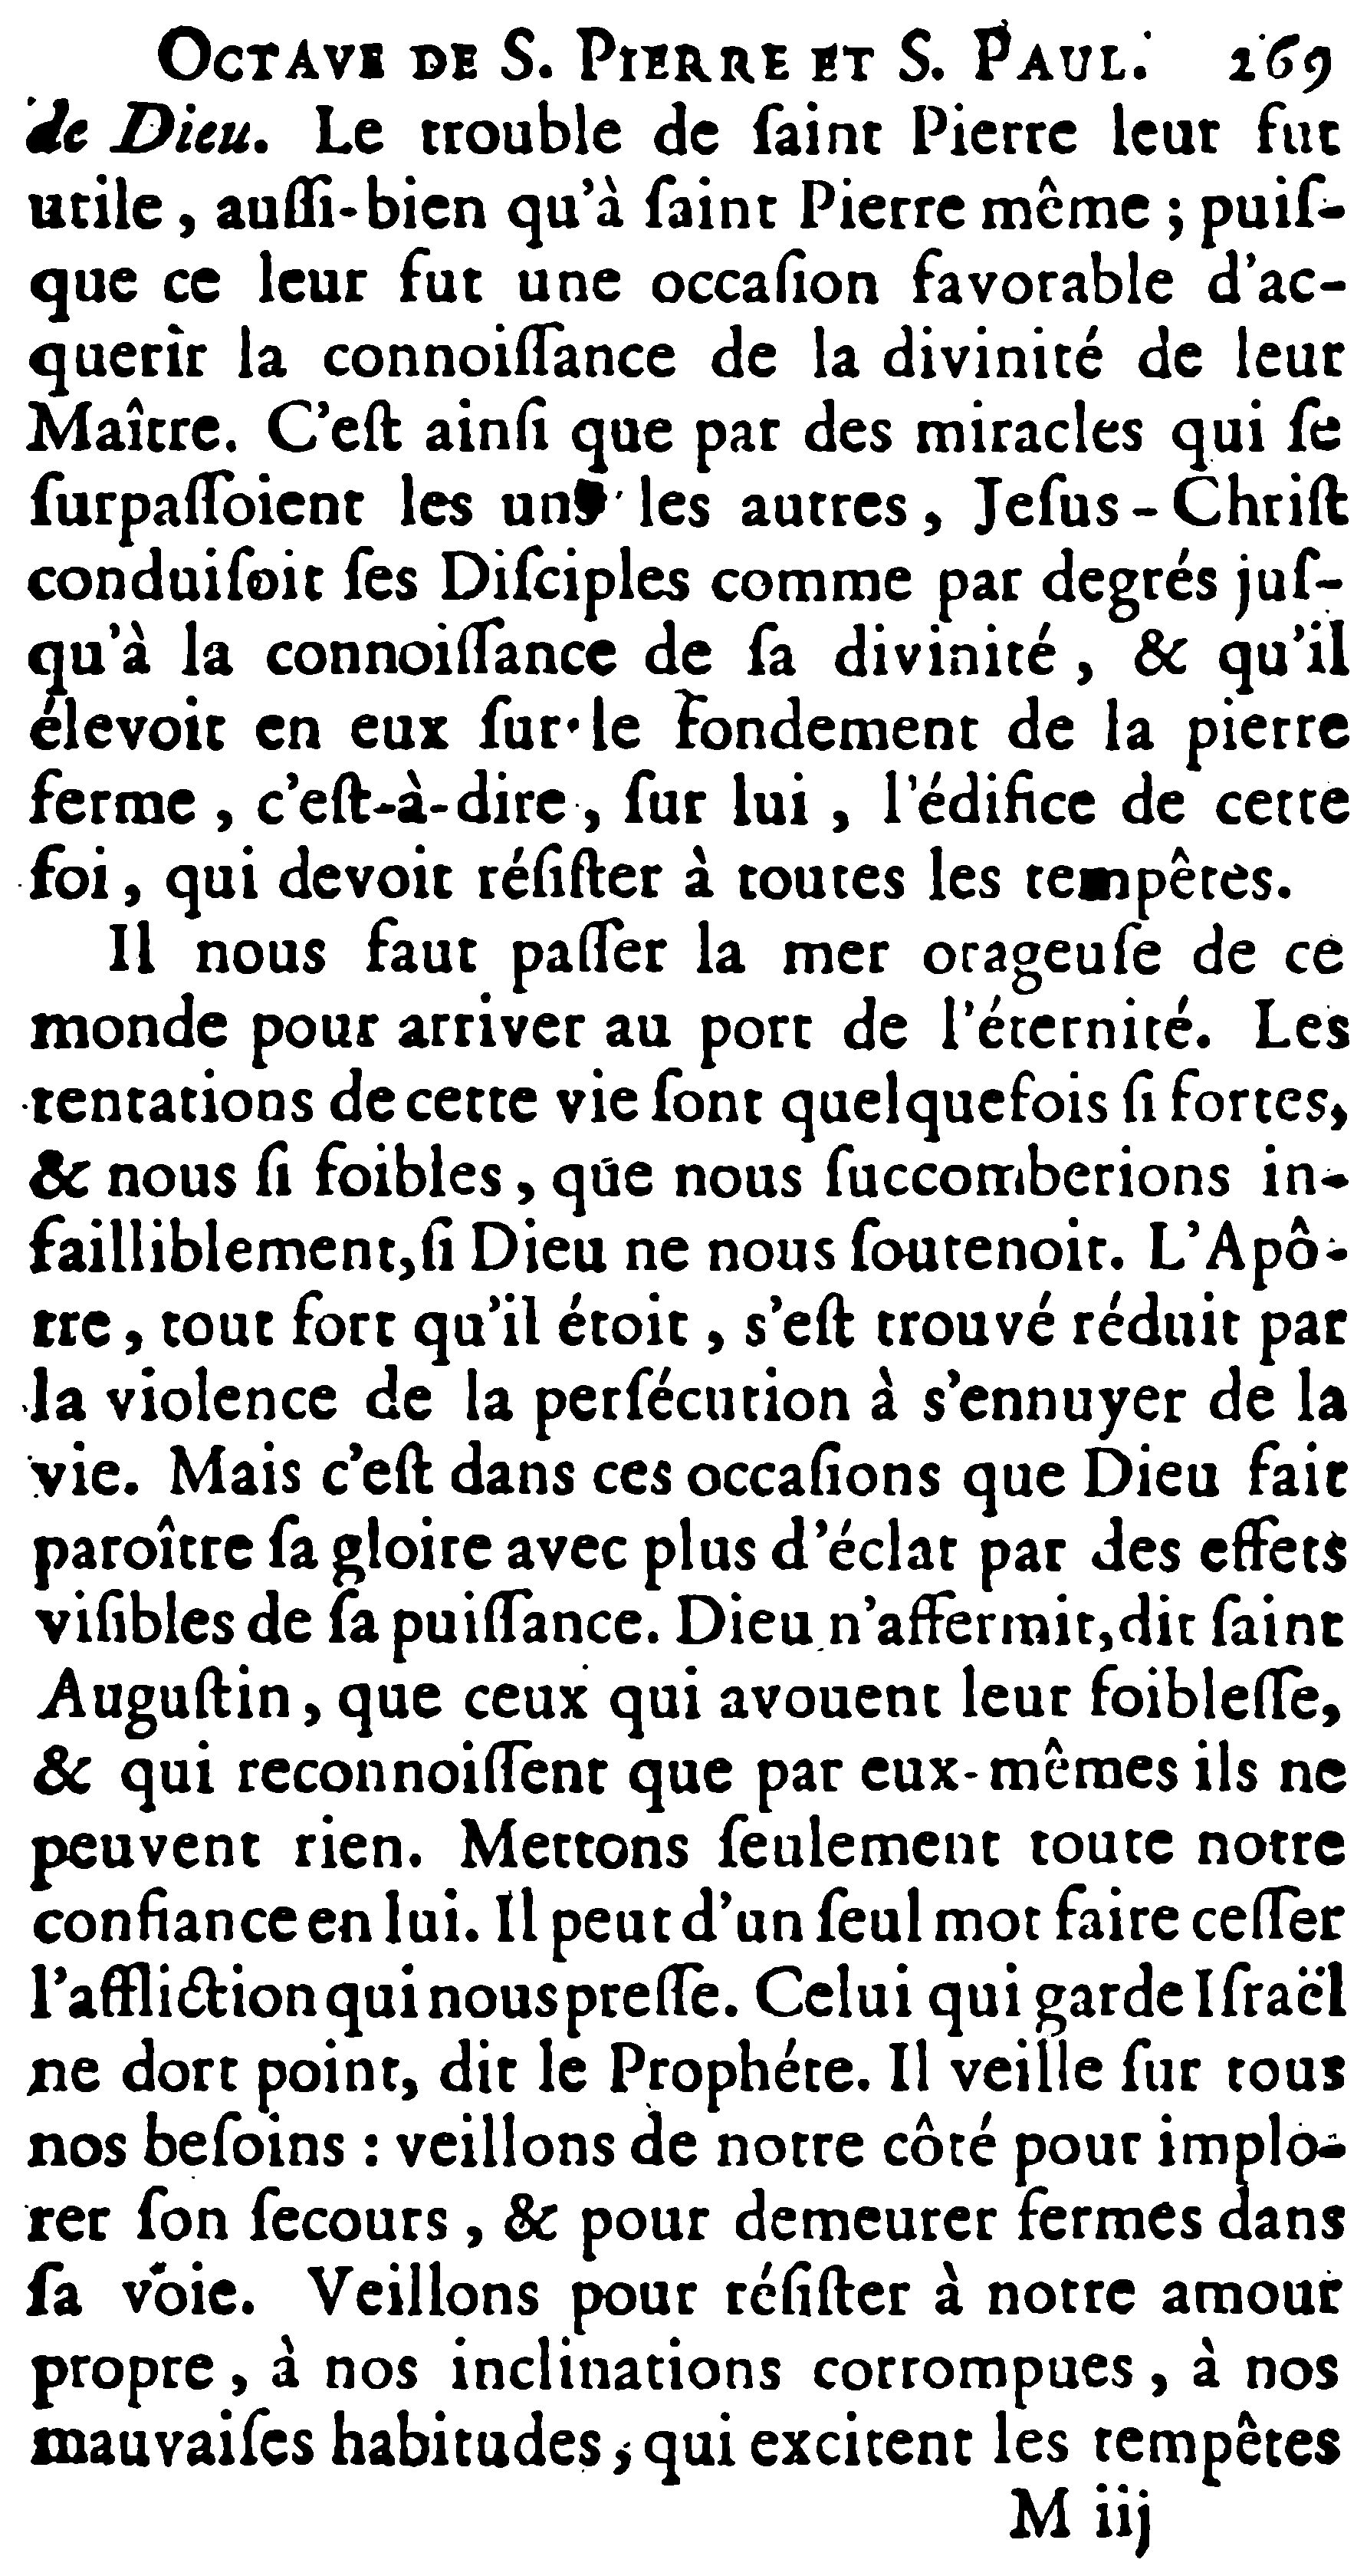 OCTAVE DE S. PIERRE ET S. PAUL. 269
de Dieu. Le trouble de ſaint Pierre leur fut
utile, auſſi-bien qu'à ſaint Pierre même ; puiſ-
que ce leur fut une occaſion favorable d'ac-
querir la connoiſſance de la divinité de leur
Maître. C'eſt ainſi que par des miracles qui ſe
ſurpaſſoient les uns les autres, Jeſus-Chriſt
conduiſoit ſes Diſciples comme par degrés juſ-
qu'à la connoiſſance de ſa divinité, & qu'il
élevoit en eux ſur le fondement de la pierre
ferme, c'eſt-à-dire, ſur lui, l'édifice de cette
foi, qui devoit réſiſter à toutes les tempêtes.
Il nous faut paſſer la mer orageuſe de ce
monde pour arriver au port de l'éternité. Les
tentations de cette vie ſont quelquefois ſi fortes,
& nous ſi foibles, que nous ſuccomberions in-
failliblement, ſi Dieu ne nous ſoutenoit. L'Apô-
tre, tout fort qu'il étoit, s'eſt trouvé réduit par
la violence de la perſécution à s'ennuyer de la
vie. Mais c'eſt dans ces occaſions que Dieu fait
paroître ſa gloire avec plus d'éclat par des effets
viſibles de ſa puiſſance. Dieu n'affermit, dit ſaint
Auguſtin, que ceux qui avouent leur foibleſſe,
& qui reconnoiſſent que par eux-mêmes ils ne
peuvent rien. Mettons ſeulement toute notre
confiance en lui. Il peut d'un ſeul mot faire ceſſer
l'affliction qui nous preſſe. Celui qui garde Iſraël
ne dort point, dit le Prophéte. Il veille ſur tous
nos beſoins : veillons de notre côté pour implo-
rer ſon ſecours, & pour demeurer fermes dans
ſa voie. Veillons pour réſiſter à notre amour
propre, à nos inclinations corrompues, à nos
mauvaiſes habitudes, qui excitent les tempêtes
M iij